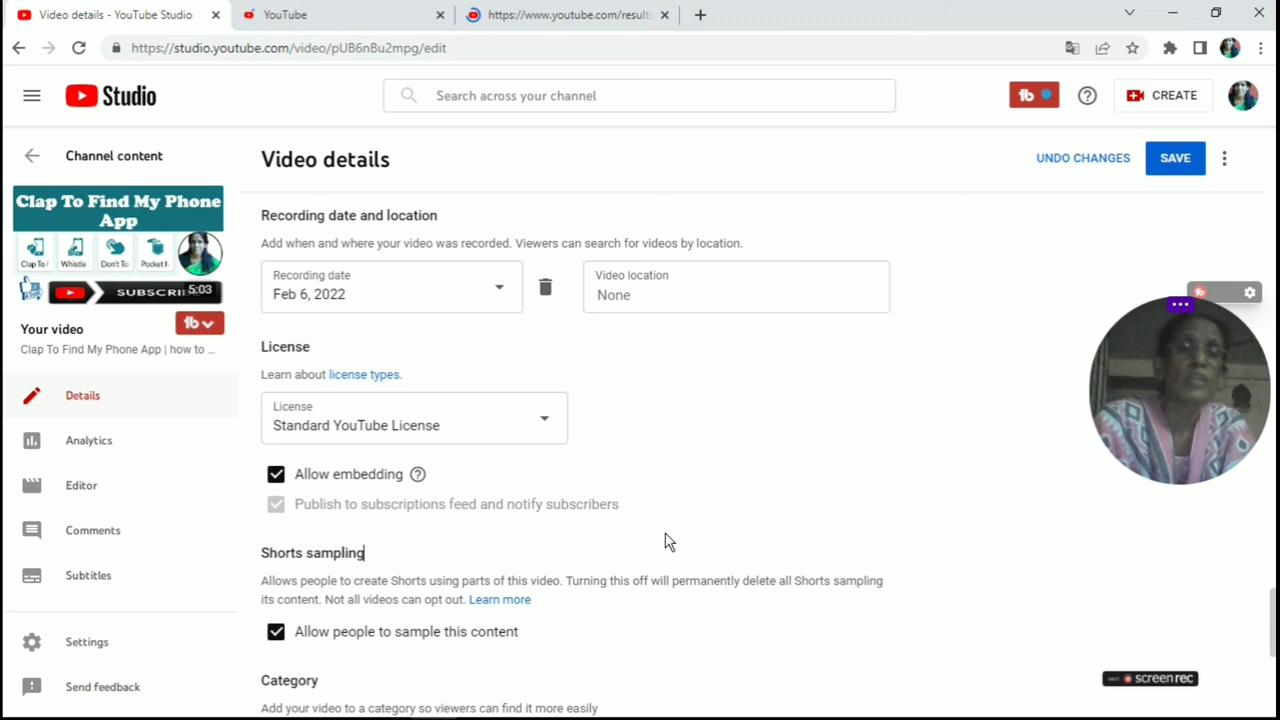 Video details - YouTube Studio
YouTube
https://www.youtube.com/result
https://studio.youtube.com/video/pUB6nBu2mpg/edit
Studio
Search across your channel
CREATE
Channel content
Video details
UNDO CHANGES
SAVE
Clap To Find My Phone
App
Whistle
SUBSCRI
5:03
Your video
Clap To Find My Phone App | how to ...
Details
Analytics
Editor
Comments
Subtitles
Settings
Send feedback
Recording date and location
Add when and where your video was recorded. Viewers can search for videos by location.
Recording date
Feb 6, 2022
Video location
None
License
Learn about license types.
License
Standard YouTube License
Allow embedding
Publish to subscriptions feed and notify subscribers
Shorts sampling
Allows people to create Shorts using parts of this video. Turning this off will permanently delete all Shorts sampling
its content. Not all videos can opt out. Learn more
Allow people to sample this content
Category
Add your video to a category so viewers can find it more easily
screenrec